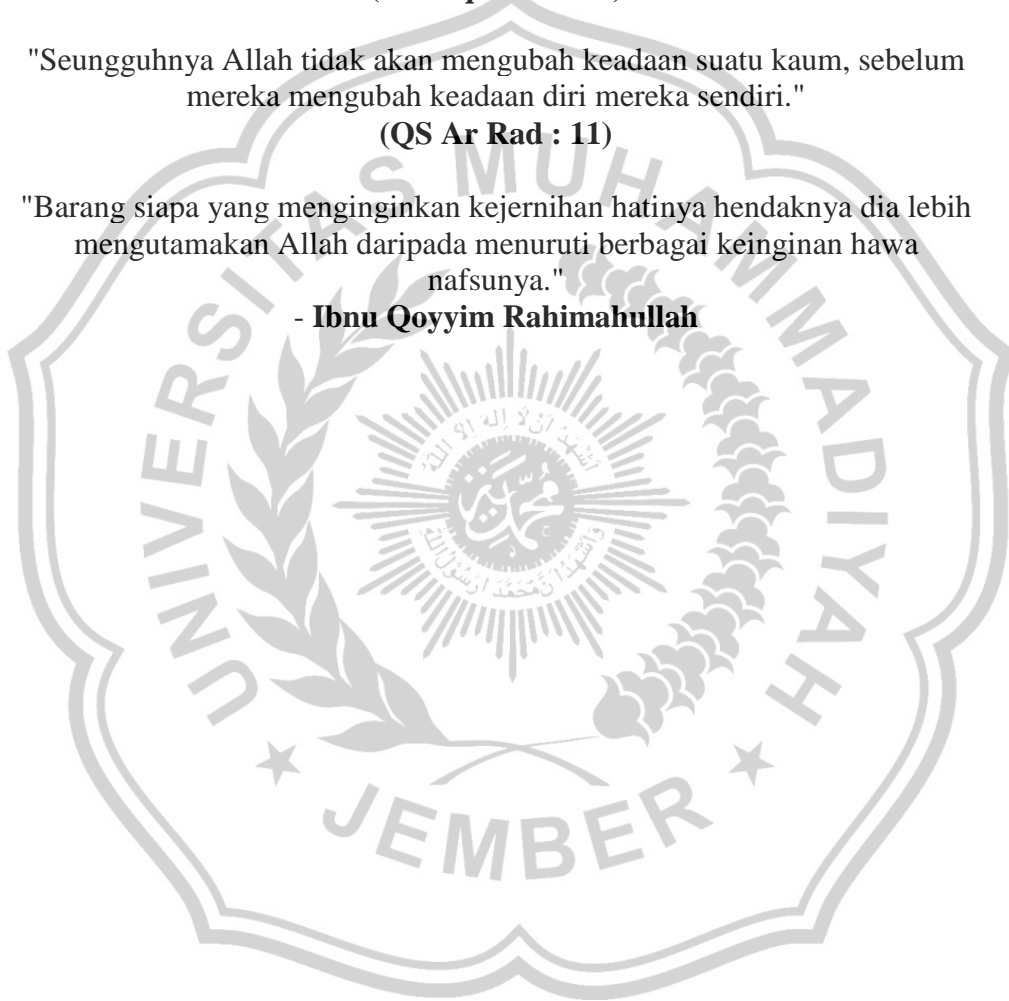 "Seungguhnya Allah tidak akan mengubah keadaan suatu kaum, sebelum
mereka mengubah keadaan diri mereka sendiri."
(QS Ar Rad : 11)
"Barang siapa yang menginginkan kejernihan hatinya hendaknya dia lebih
mengutamakan Allah daripada menuruti berbagai keinginan hawa
nafsunya."
- Ibnu Qoyyim Rahimahullah
UNIVERSITAS MUHAMMADIYAH
JEMBER